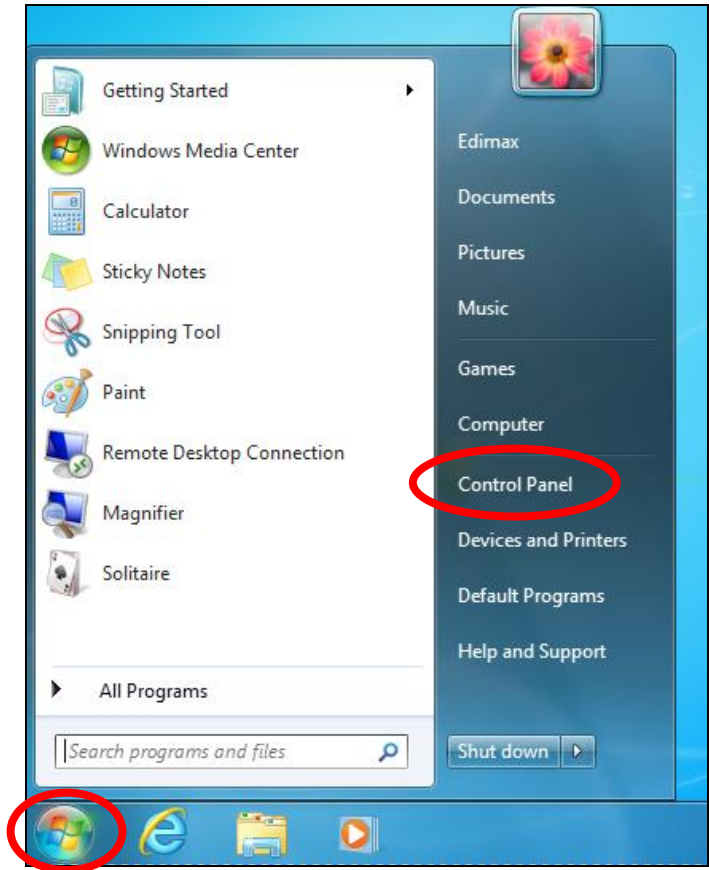 Getting Started
Windows Media Center
Calculator
Sticky Notes
Snipping Tool
Paint
Remote Desktop Connection
Magnifier
Solitaire
All Programs
Search programs and files
Edimax
Documents
Pictures
Music
Games
Computer
Control Panel
Devices and Printers
Default Programs
Help and Support
Shut down